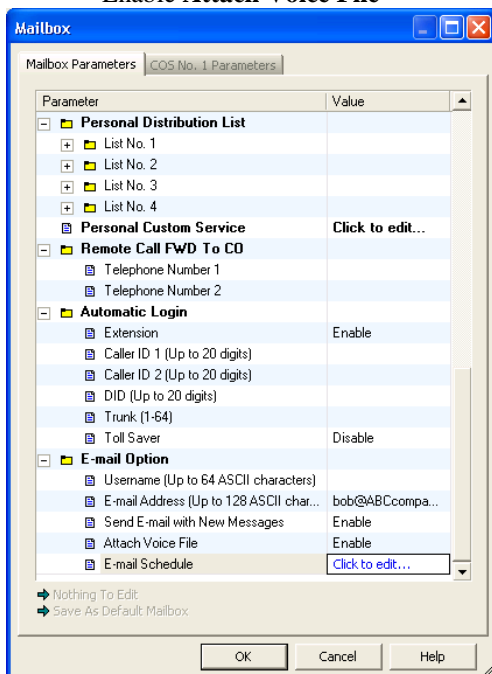 Enable Attach Voice File
Mailbox
Mailbox Parameters COS No. 1 Parameters
Parameter Value
Personal Distribution List
List No. 1
List No. 2
List No. 3
List No. 4
Personal Custom Service Click to edit...
Remote Call FWD To CO
Telephone Number 1
Telephone Number 2
Automatic Login
Extension Enable
Caller ID 1 (Up to 20 digits)
Caller ID 2 (Up to 20 digits)
DID (Up to 20 digits)
Trunk (1-64)
Toll Saver Disable
E-mail Option
Username (Up to 64 ASCII characters)
E-mail Address (Up to 128 ASCII char... bob@ABCcompa...
Send E-mail with New Messages Enable
Attach Voice File Enable
E-mail Schedule Click to edit...
Nothing To Edit
Save As Default Mailbox
OK Cancel Help